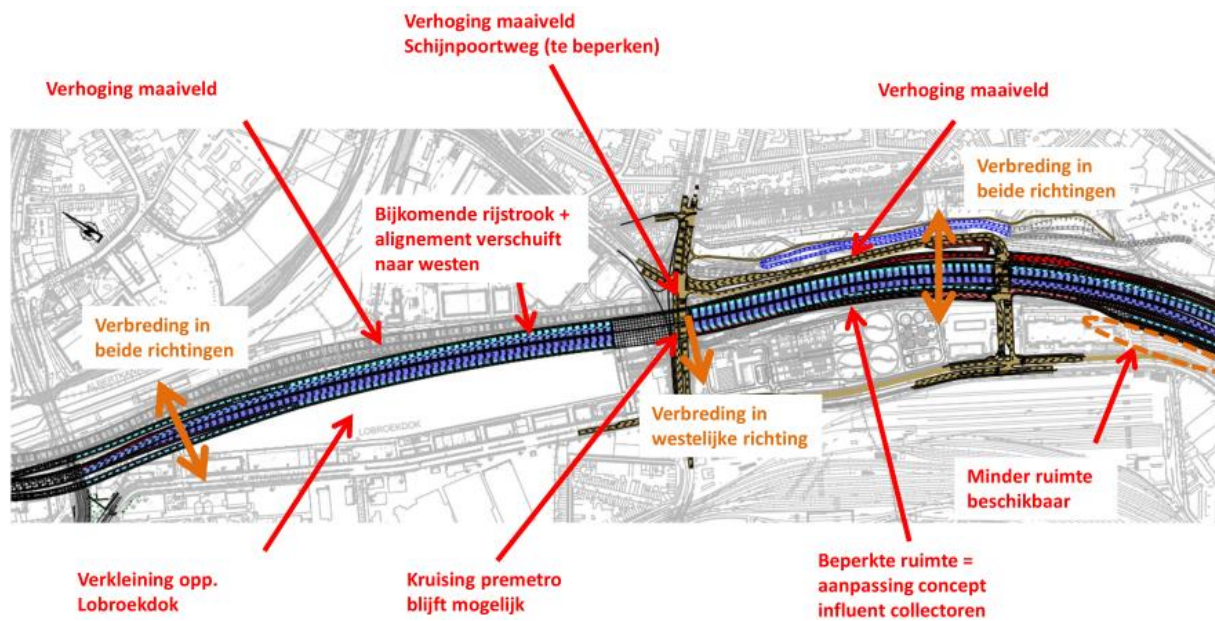 Verhoging maaiveld
Schijnpoortweg (te beperken)
Verhoging maaiveld
Verhoging maaiveld
Verbreding in
beide richtingen
Bijkomende rijstrook +
alignement verschuift
naar westen
Verbreding in
beide richtingen
LOBROEKDOK
Verbreding in
westelijke richting
Minder ruimte
beschikbaar
Verkleining opp.
Lobroekdok
Kruising premetro
blijft mogelijk
Beperkte ruimte =
aanpassing concept
influent collectoren